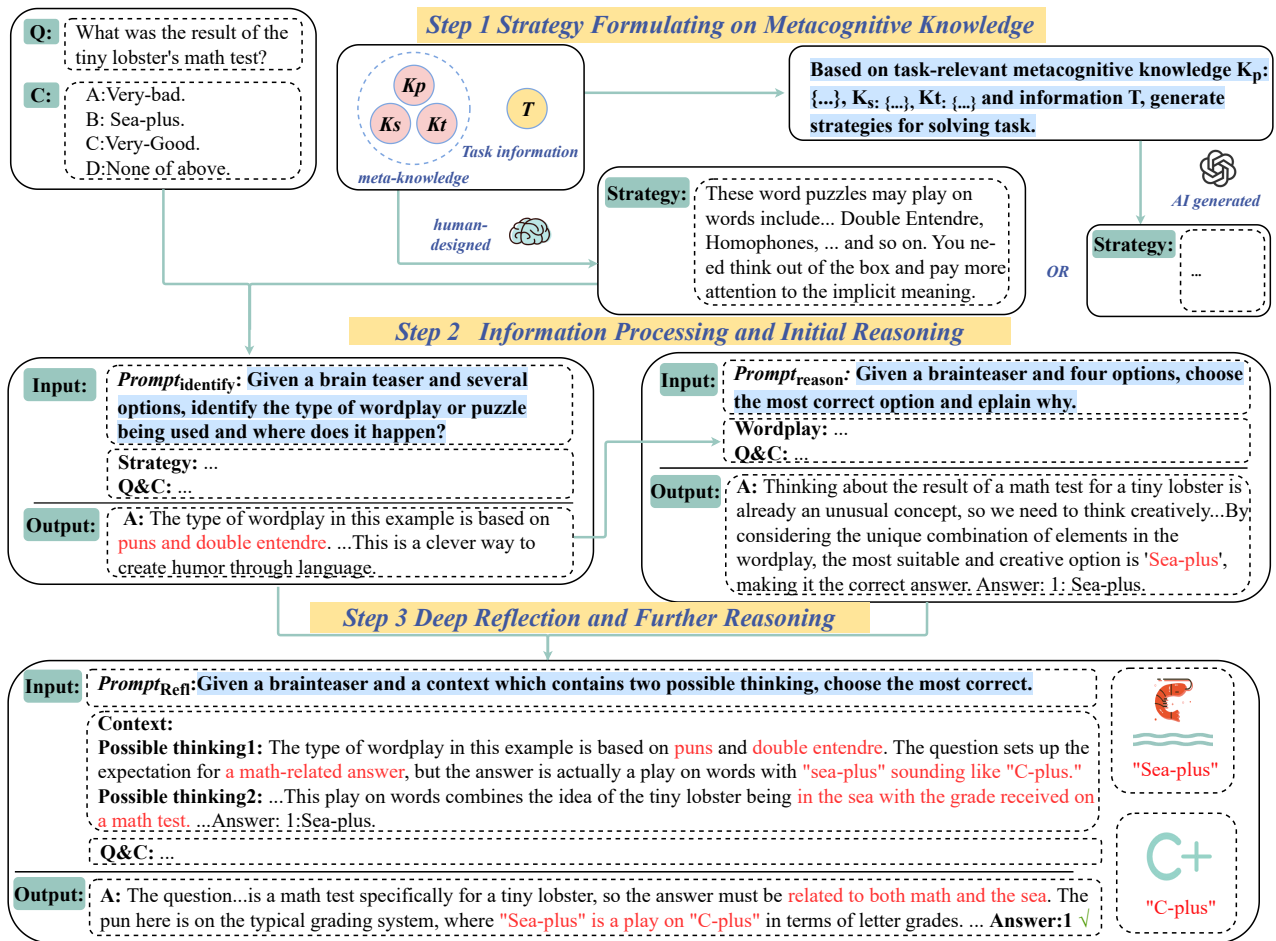 Step 1 Strategy Formulating on Metacognitive Knowledge
Q: What was the result of the
tiny lobster's math test?
C: A:Very-bad.
B: Sea-plus.
C:Very-Good.
D:None of above.
Kp
Ks
Kt
T
Task information
meta-knowledge
Based on task-relevant metacognitive knowledge Kp:
{...}, Ks: {...}, Kt: {...} and information T, generate
strategies for solving task.
AI generated
human-
designed
Strategy: These word puzzles may play on
words include... Double Entendre,
Homophones, ... and so on. You ne-
ed think out of the box and pay more
attention to the implicit meaning.
OR
Strategy:
...
Step 2 Information Processing and Initial Reasoning
Input: Promptidentify: Given a brain teaser and several
options, identify the type of wordplay or puzzle
being used and where does it happen?
Strategy: ...
Q&C: ...
Output: A: The type of wordplay in this example is based on
puns and double entendre. ...This is a clever way to
create humor through language.
Input: Promptreason: Given a brainteaser and four options, choose
the most correct option and eplain why.
Wordplay: ...
Q&C: ...
Output: A: Thinking about the result of a math test for a tiny lobster is
already an unusual concept, so we need to think creatively...By
considering the unique combination of elements in the
wordplay, the most suitable and creative option is 'Sea-plus',
making it the correct answer. Answer: 1: Sea-plus.
Step 3 Deep Reflection and Further Reasoning
Input: PromptRefl:Given a brainteaser and a context which contains two possible thinking, choose the most correct.
Context:
Possible thinking1: The type of wordplay in this example is based on puns and double entendre. The question sets up the
expectation for a math-related answer, but the answer is actually a play on words with "sea-plus" sounding like "C-plus."
Possible thinking2: ...This play on words combines the idea of the tiny lobster being in the sea with the grade received on
a math test. ...Answer: 1:Sea-plus.
Q&C: ...
Output: A: The question...is a math test specifically for a tiny lobster, so the answer must be related to both math and the sea. The
pun here is on the typical grading system, where "Sea-plus" is a play on "C-plus" in terms of letter grades. ... Answer:1 √
"Sea-plus"
C+
"C-plus"